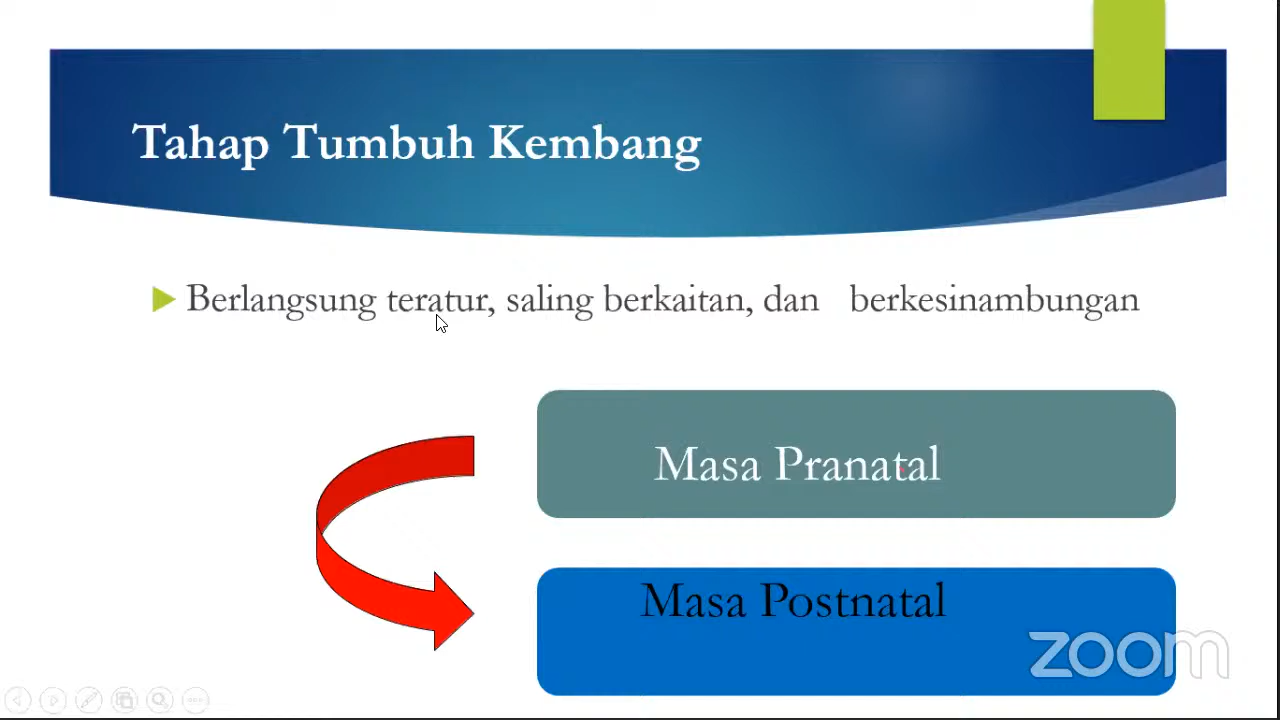 Tahap Tumbuh Kembang
Berlangsung teratur, saling berkaitan, dan berkesinambungan
Masa Pranatal
Masa Postnatal
zoom